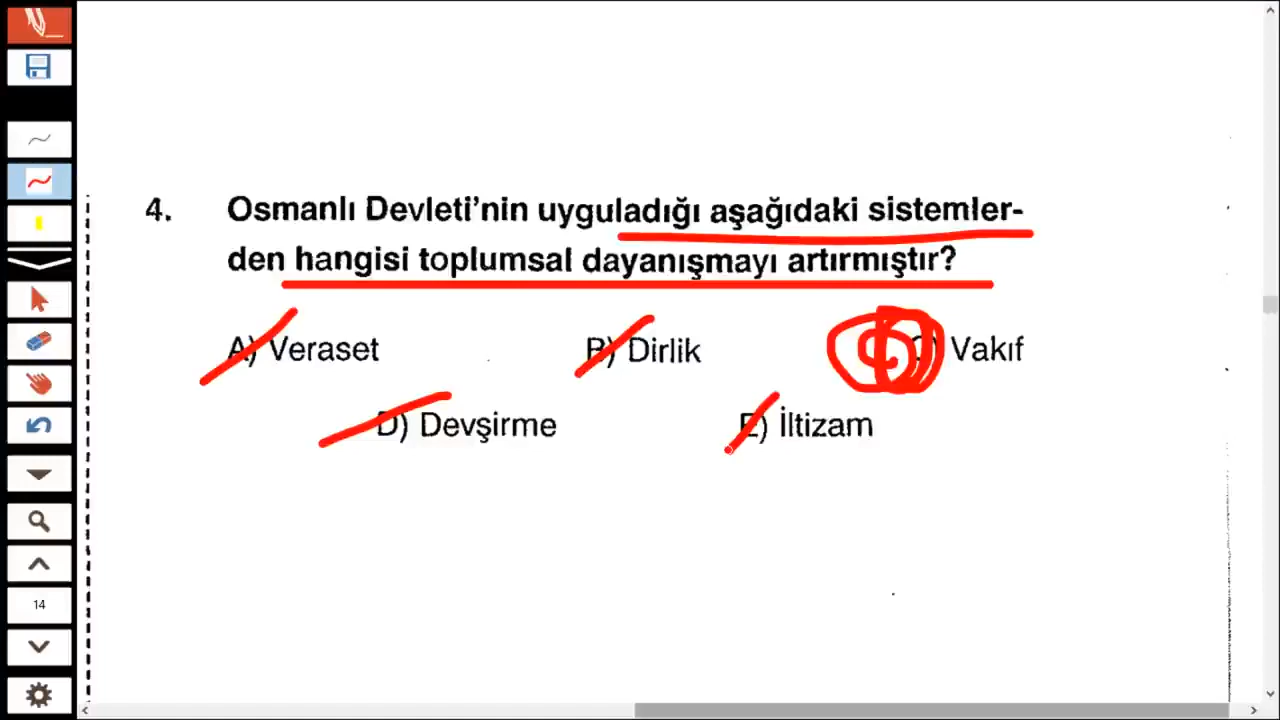 4. Osmanlı Devleti'nin uyguladığı aşağıdaki sistemler-
den hangisi toplumsal dayanışmayı artırmıştır?
A) Veraset B) Dirlik C) Vakıf
D) Devşirme E) İltizam
14